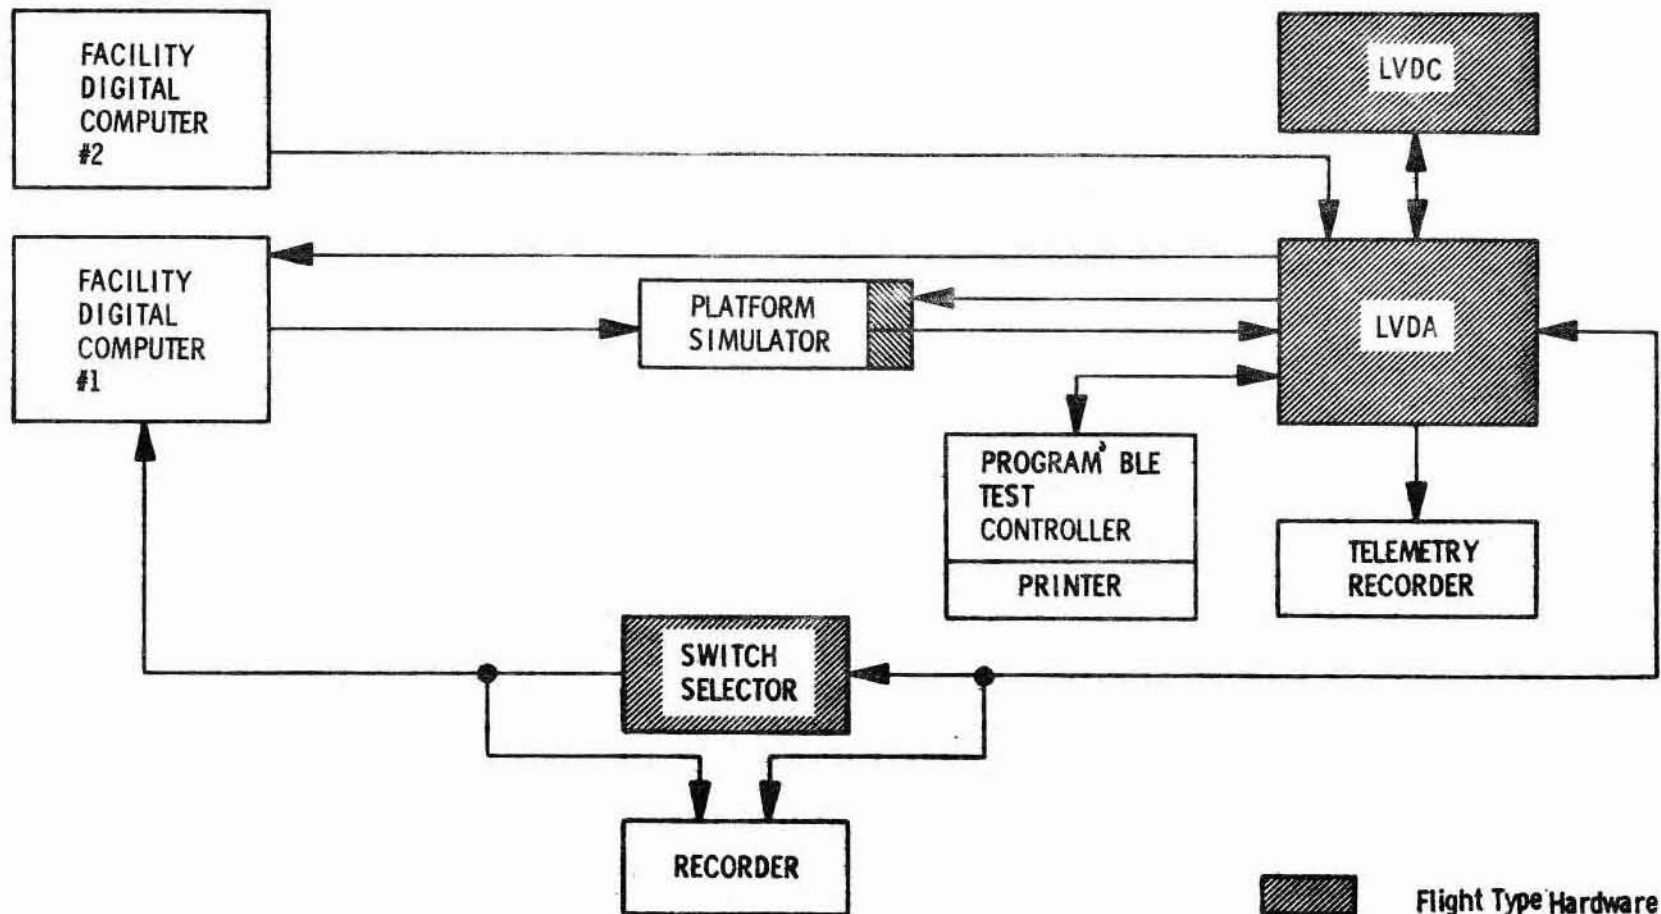 FACILITY
DIGITAL
COMPUTER
#2
LVDC
FACILITY
DIGITAL
COMPUTER
#1
PLATFORM
SIMULATOR
LVDA
PROGRAM' BLE
TEST
CONTROLLER
PRINTER
TELEMETRY
RECORDER
SWITCH
SELECTOR
RECORDER
Flight Type Hardware